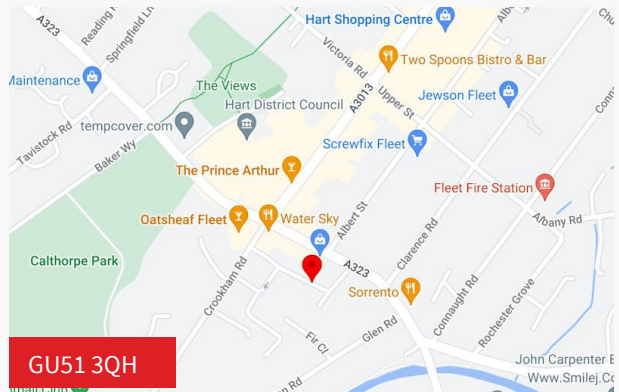 A323
Reading R
Springfield Ln
Hart Shopping Centre
Victoria Rd
Two Spoons Bistro & Bar
Maintenance
The Views
A3013
Upper St
Jewson Fleet
Hart District Council
tempcover.com
Tavistock Rd
Baker Wy
Screwfix Fleet
The Prince Arthur
Fleet Fire Station
Albany Rd
Oatsheaf Fleet
Water Sky
Albert St
Clarence Rd
Calthorpe Park
Crookham Rd
A323
Sorrento
Connaught Rd
Rochester Grove
Fir Cl
Glen Rd
GU51 3QH
John Carpenter
Www.Smilej.Co